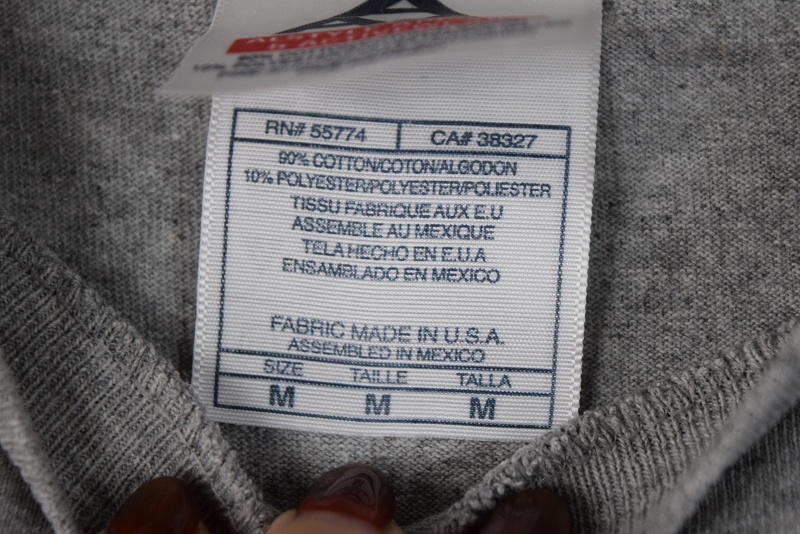 RN# 55774 CA# 38327
90% COTTON/COTON/ALGODON
10% POLYESTER/POLYESTER/POLIESTER
TISSU FABRIQUE AUX E.U
ASSEMBLE AU MEXIQUE
TELA HECHO EN E.U.A
ENSAMBLADO EN MEXICO
FABRIC MADE IN U.S.A.
ASSEMBLED IN MEXICO
SIZE TAILLE TALLA
M M M